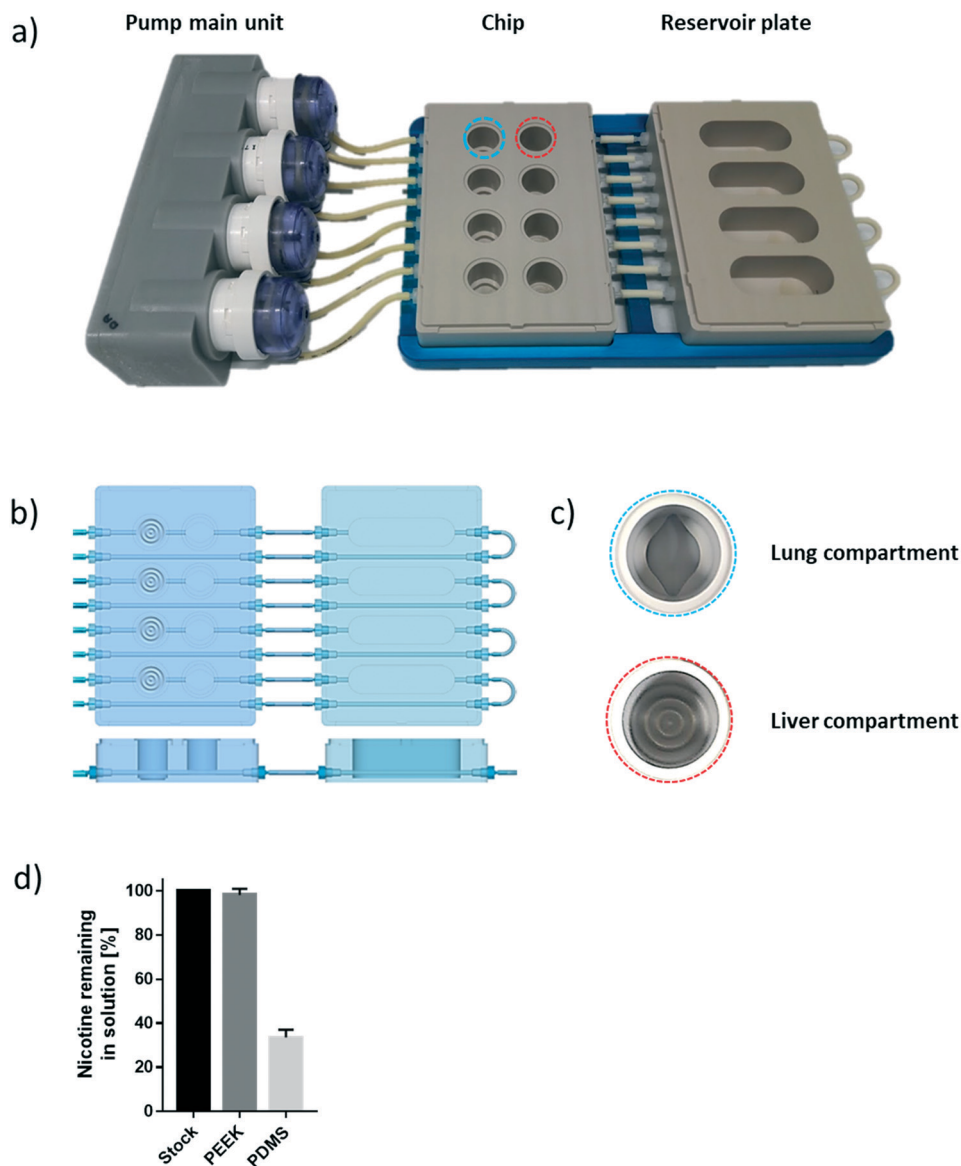 a)
Pump main unit
Chip
Reservoir plate
b)
c)
Lung compartment
Liver compartment
d)
Nicotine remaining
in solution [%]
100
80
60
40
20
0
Stock
PEEK
PDMS